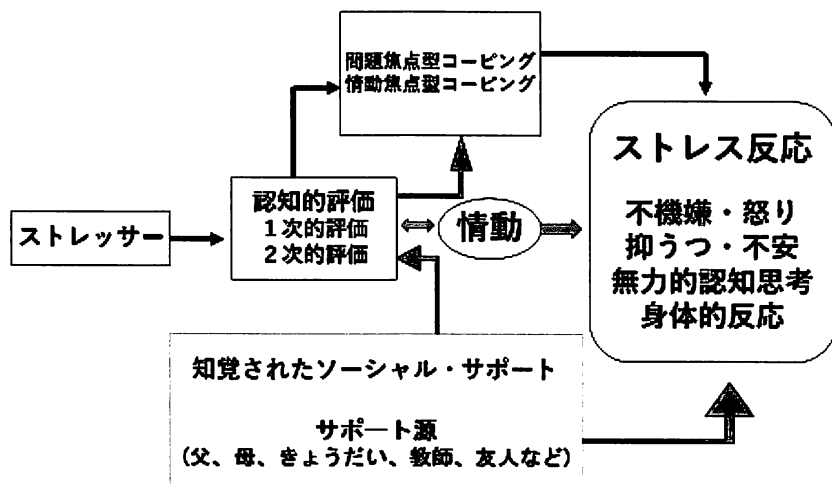 問題焦点型コーピング
情動焦点型コーピング
ストレス反応
不機嫌・怒り
抑うつ・不安
無力的認知思考
身体的反応
認知的評価
1次的評価
2次的評価
情動
ストレッサー
知覚されたソーシャル・サポート
サポート源
(父、母、きょうだい、教師、友人など)